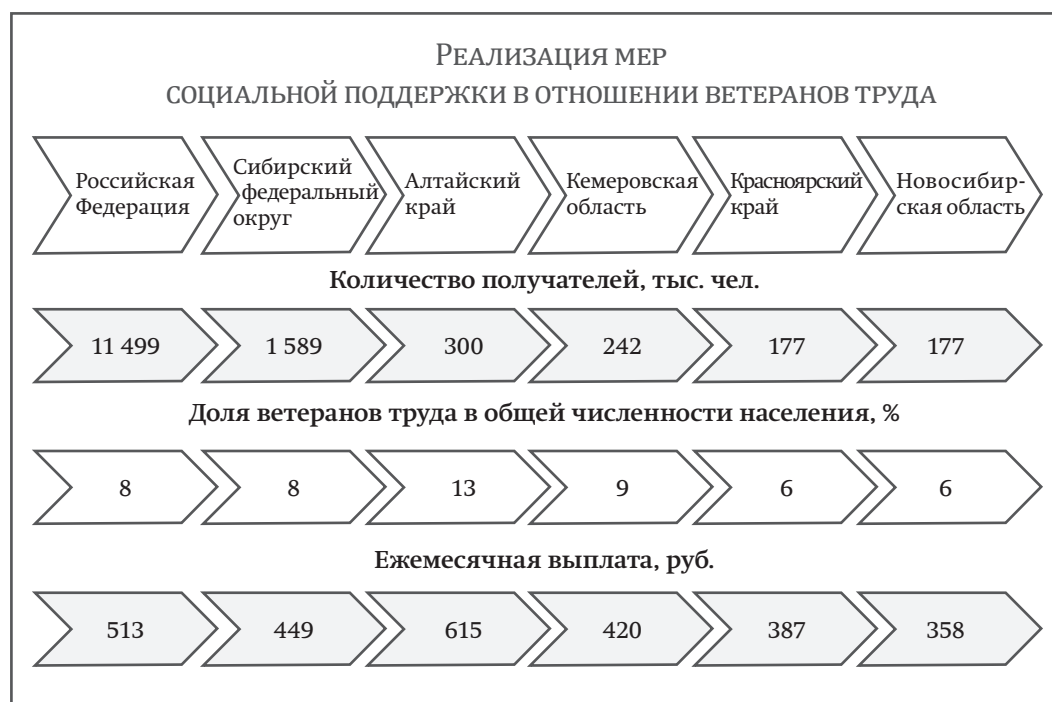 Реализация мер
социальной поддержки в отношении ветеранов труда
Российская
Федерация
Сибирский
федеральный
округ
Алтайский
край
Кемеровская
область
Красноярский
край
Новосибир-
ская область
Количество получателей, тыс. чел.
11 499
1 589
300
242
177
177
Доля ветеранов труда в общей численности населения, %
8
8
13
9
6
6
Ежемесячная выплата, руб.
513
449
615
420
387
358